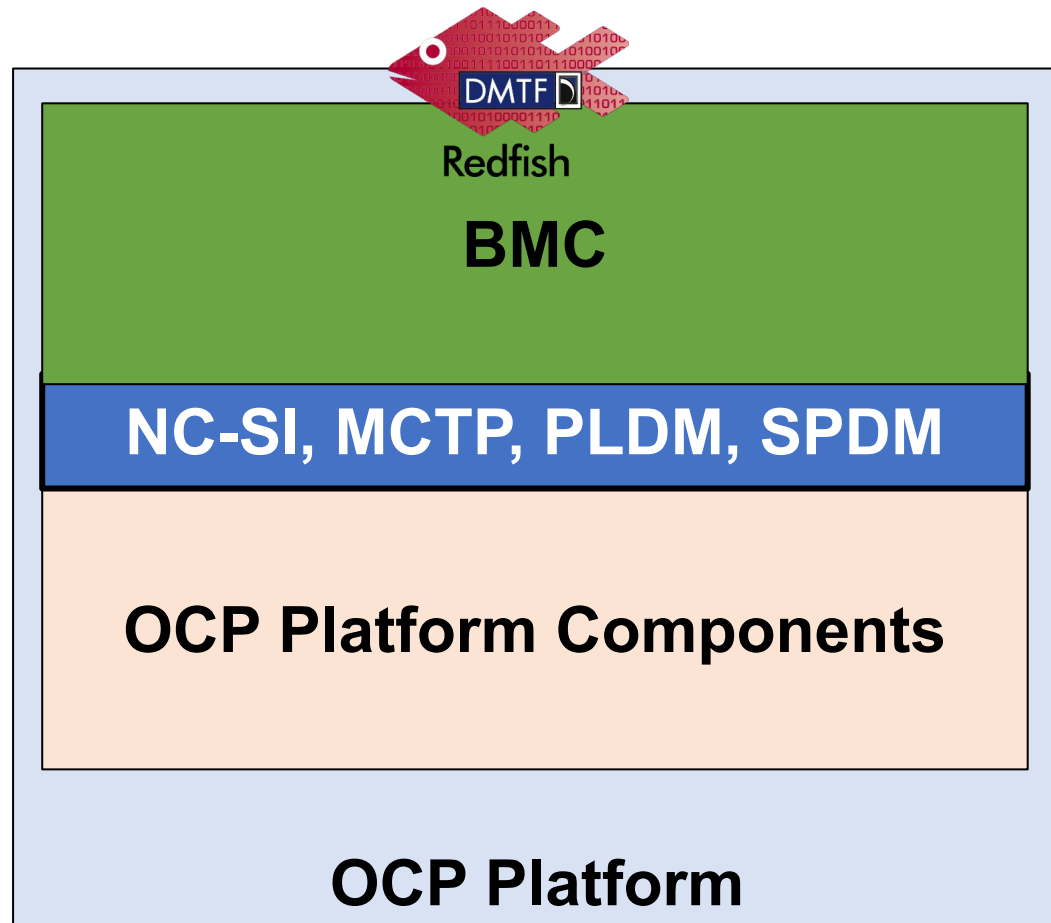 DMTF
Redfish
BMC
NC-SI, MCTP, PLDM, SPDM
OCP Platform Components
OCP Platform